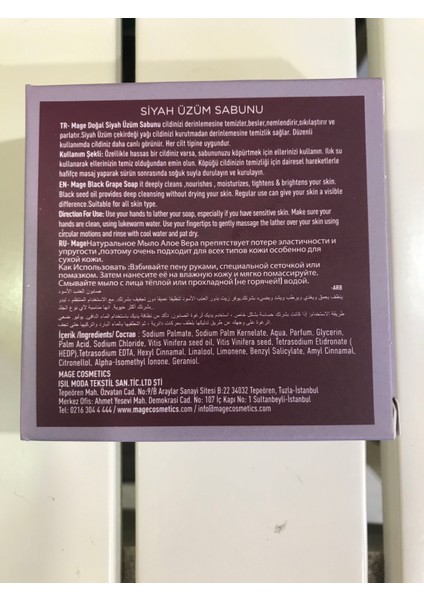 SİYAH ÜZÜM SABUNU
TR- Mage Doğal Siyah Üzüm Sabunu cildinizi derinlemesine temizler,besler,nemlendirir,sıkılaştırır ve
parlatır.Siyah Üzüm çekirdeği yağı cildinizi kurutmadan derinlemesine temizlik sağlar. Düzenli
kullanımda cildiniz daha canlı görünür. Her cilt tipine uygundur.
Kullanım Şekli: Özellikle hassas bir cildiniz varsa, sabununuzu köpürtmek için ellerinizi kullanın. Ilık su
kullanarak ellerinizin temiz olduğundan emin olun. Köpüğü cildinizin temizliği için dairesel hareketlerle
hafifçe masaj yaparak sürün sonrasında soğuk suyla durulayın ve kurulayın.
EN- Mage Black Grape Soap it deeply cleans ,nourishes , moisturizes, tightens & brightens your skin.
Black seed oil provides deep cleansing without drying your skin. Regular use can give your skin a visible
difference.Suitable for all skin type.
Direction For Use: Use your hands to lather your soap, especially if you have sensitive skin. Make sure your
hands are clean, using lukewarm water. Use your fingertips to gently massage the lather over your skin using
circular motions and rinse with cool water and pat dry.
RU- MageНатуральное Мыло Алое Вера препятствует потере эластичности и
упругости ,поэтому очень подходит для всех типов кожи особенно для
сухой кожи.
Как Использовать :Взбивайте пену руками, специальной сеточкой или
помазком. Затем нанесите её на влажную кожу и мягко помассируйте.
Смывайте мыло с лица тёплой или прохладной (не горячей!) водой.
-ARB
صابون العنب الأسود
İçerik /Ingredients/ Состав : Sodium Palmate, Sodium Palm Kernelate, Aqua, Parfum, Glycerin,
Palm Acid, Sodium Chloride, Vitis Vinifera seed oil, Vitis Vinifera seed, Tetrasodium Etidronate (
HEDP),Tetrasodium EDTA, Hexyl Cinnamal, Linalool, Limonene, Benzyl Salicylate, Amyl Cinnamal,
Citronellol, Alpha-Isomethyl Ionone, Geraniol.
MAGE COSMETICS
ISIL MODA TEKSTİL SAN.TİC.LTD ŞTİ
Tepeören Mah. Özvatan Cad. No:9/B Araylar Sanayi Sitesi B:22 34032 Tepeören, Tuzla-İstanbul
Merkez Ofis: Ahmet Yesevi Mah. Demokrasi Cad. No: 107 İç Kapı No: 1 Sultanbeyli-İstanbul
Tel: 0216 304 4 444 / www.magecosmetics.com / info@magecosmetics.com